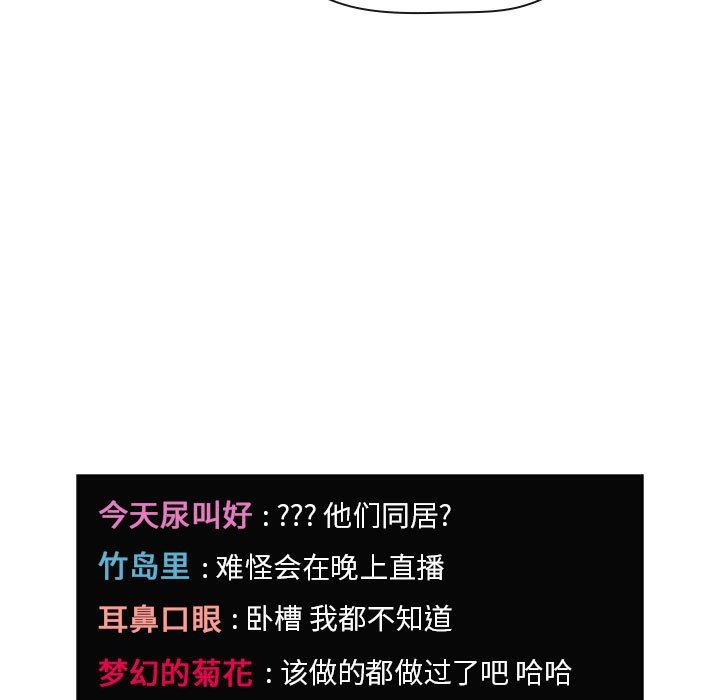 今天尿叫好 : ??? 他们同居?
竹岛里 : 难怪会在晚上直播
耳鼻口眼 : 卧槽 我都不知道
梦幻的菊花 : 该做的都做过了吧 哈哈